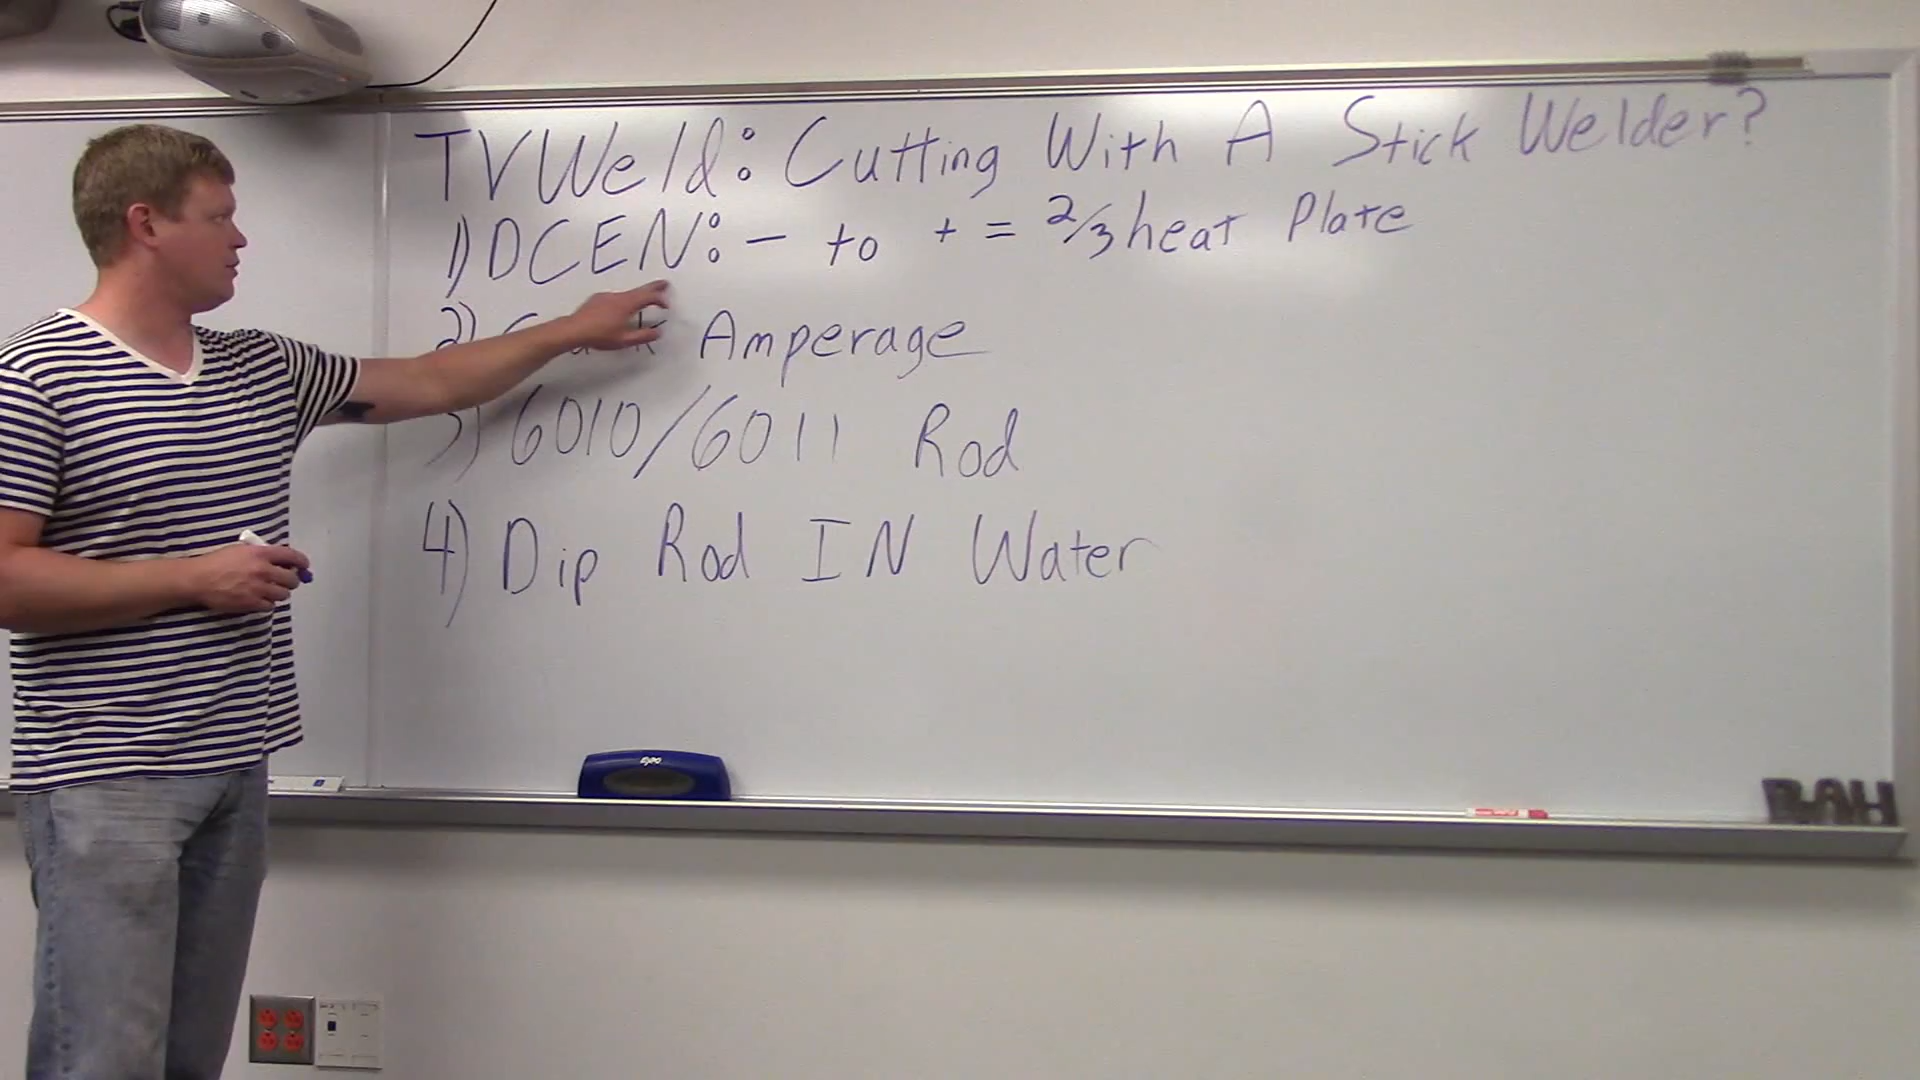 TVWeld: Cutting With A Stick Welder?
1) DCEN: - to + = 2/3 heat Plate
2) Amperage
3) 6010/6011 Rod
4) Dip Rod IN Water
EXPO